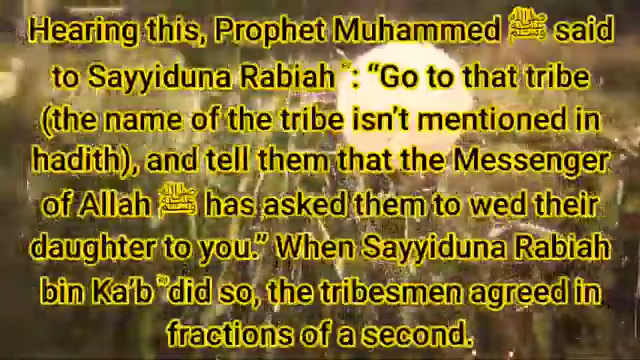 Hearing this, Prophet Muhammed ﷺ said
to Sayyiduna Rabiah : “Go to that tribe
(the name of the tribe isn’t mentioned in
hadith), and tell them that the Messenger
of Allah ﷺ has asked them to wed their
daughter to you.” When Sayyiduna Rabiah
bin Ka’b did so, the tribesmen agreed in
fractions of a second.